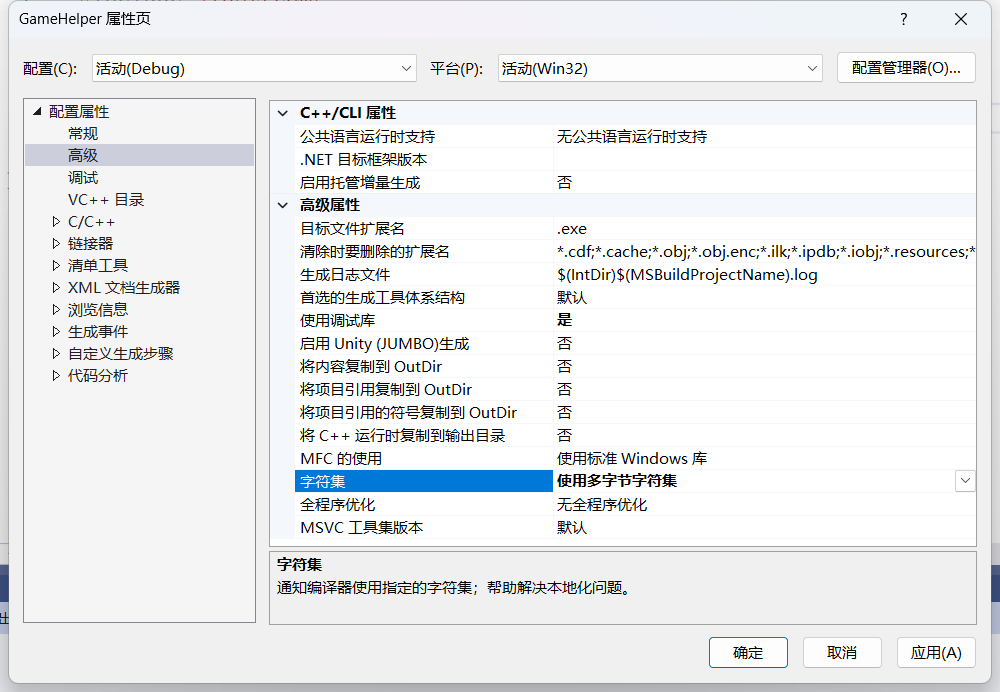 GameHelper 属性页
配置(C): 活动(Debug) 平台(P): 活动(Win32) 配置管理器(O)...
配置属性
常规
高级
调试
VC++ 目录
C/C++
链接器
清单工具
XML 文档生成器
浏览信息
生成事件
自定义生成步骤
代码分析
C++/CLI 属性
公共语言运行时支持 无公共语言运行时支持
.NET 目标框架版本
启用托管增量生成 否
高级属性
目标文件扩展名 .exe
清除时要删除的扩展名 *.cdf;*.cache;*.obj;*.obj.enc;*.ilk;*.ipdb;*.iobj;*.resources;*
生成日志文件 $(IntDir)$(MSBuildProjectName).log
首选的生成工具体系结构 默认
使用调试库 是
启用 Unity (JUMBO)生成 否
将内容复制到 OutDir 否
将项目引用复制到 OutDir 否
将项目引用的符号复制到 OutDir 否
将 C++ 运行时复制到输出目录 否
MFC 的使用 使用标准 Windows 库
字符集 使用多字节字符集
全程序优化 无全程序优化
MSVC 工具集版本 默认
字符集
通知编译器使用指定的字符集；帮助解决本地化问题。
确定 取消 应用(A)